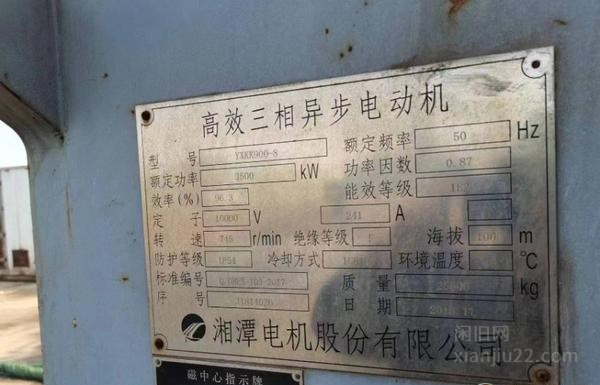 高效三相异步电动机
型号 YXKK900-8 额定频率 50 Hz
额定功率 3500 kW 功率因数 0.87
效率(%) 96.3 能效等级
定子 10000 V 241 A
转速 745 r/min 绝缘等级 海拔 m
防护等级 IP54 冷却方式 环境温度 ℃
标准编号 质量 kg
序号 日期
湘潭电机股份有限公司
磁中心指示牌
闲旧网
xianjiu22.com